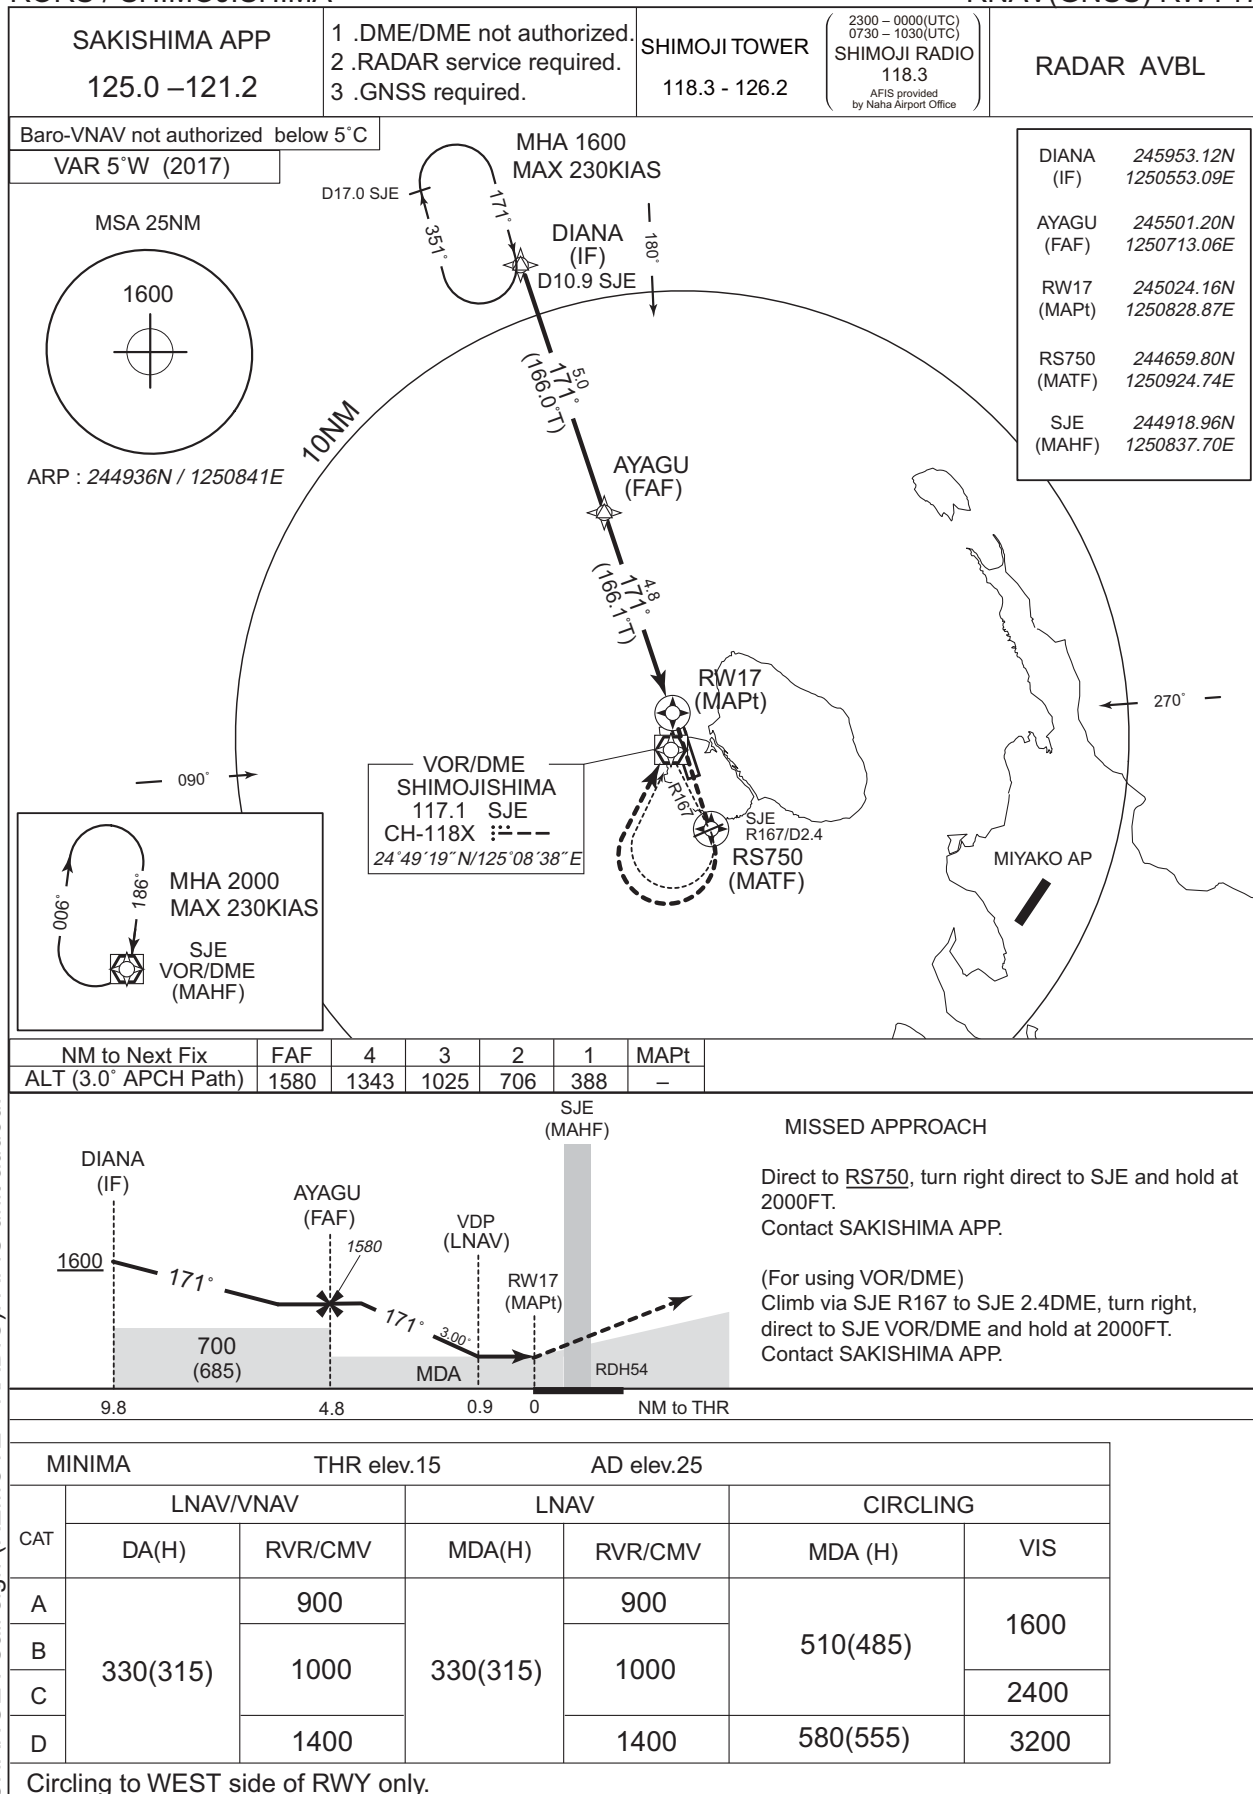 SAKISHIMA APP
125.0 –121.2
1 .DME/DME not authorized.
2 .RADAR service required.
3 .GNSS required.
SHIMOJI TOWER
118.3 - 126.2
2300 – 0000(UTC)
0730 – 1030(UTC)
SHIMOJI RADIO
118.3
AFIS provided
by Naha Airport Office
RADAR AVBL
Baro-VNAV not authorized below 5˚C
VAR 5˚W (2017)
MSA 25NM
1600
ARP : 244936N / 1250841E
MHA 1600
MAX 230KIAS
D17.0 SJE
171˚
351˚
DIANA
(IF)
D10.9 SJE
180˚
DIANA 245953.12N
(IF) 1250553.09E
AYAGU 245501.20N
(FAF) 1250713.06E
RW17 245024.16N
(MAPt) 1250828.87E
RS750 244659.80N
(MATF) 1250924.74E
SJE 244918.96N
(MAHF) 1250837.70E
5.0
171˚
(166.0˚T)
10NM
AYAGU
(FAF)
4.8
171˚
(166.1˚T)
RW17
(MAPt)
270˚
090˚
VOR/DME
SHIMOJISHIMA
117.1 SJE
CH-118X
24˚49´19˝N/125˚08´38˝E
R167
SJE
R167/D2.4
RS750
(MATF)
MIYAKO AP
006˚
186˚
MHA 2000
MAX 230KIAS
SJE
VOR/DME
(MAHF)
NM to Next Fix FAF 4 3 2 1 MAPt
ALT (3.0˚ APCH Path) 1580 1343 1025 706 388 –
SJE
(MAHF)
DIANA
(IF)
AYAGU
(FAF)
1580
VDP
(LNAV)
1600
171˚
RW17
(MAPt)
171˚
3.00˚
700
(685)
MDA
RDH54
9.8 4.8 0.9 0 NM to THR
MISSED APPROACH
Direct to RS750, turn right direct to SJE and hold at
2000FT.
Contact SAKISHIMA APP.
(For using VOR/DME)
Climb via SJE R167 to SJE 2.4DME, turn right,
direct to SJE VOR/DME and hold at 2000FT.
Contact SAKISHIMA APP.
MINIMA THR elev.15 AD elev.25
CAT LNAV/VNAV LNAV CIRCLING
DA(H) RVR/CMV MDA(H) RVR/CMV MDA (H) VIS
A 900 900
B 330(315) 1000 330(315) 1000 510(485) 1600
C 2400
D 1400 1400 580(555) 3200
Circling to WEST side of RWY only.